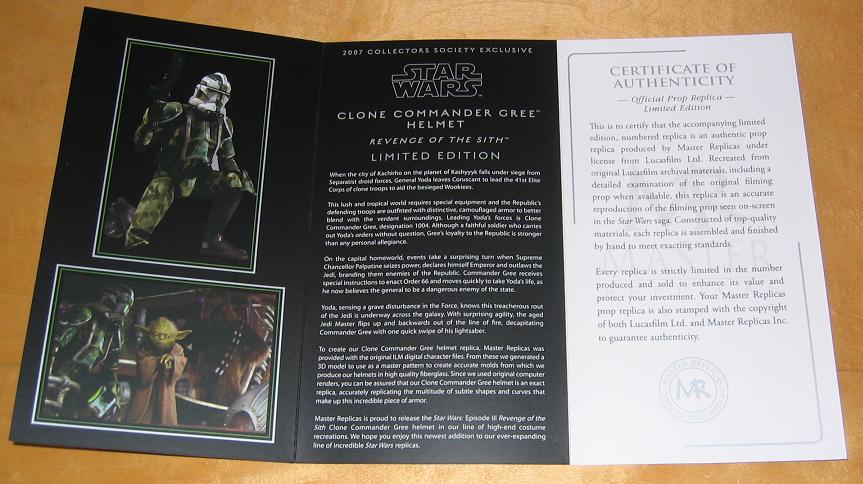 2007 COLLECTORS SOCIETY EXCLUSIVE
STAR
WARS
CLONE COMMANDER GREE™
HELMET
REVENGE OF THE SITH™
LIMITED EDITION
When the city of Kachirho on the planet of Kashyyyk falls under siege from
Separatist droid forces, General Yoda leaves Coruscant to lead the 41st Elite
Corps of clone troops to aid the besieged Wookiees.
This lush and tropical world requires special equipment and the Republic's
defending troops are outfitted with distinctive, camouflaged armor to better
blend with the verdant surroundings. Leading Yoda's forces is Clone
Commander Gree, designation 1004. Although a faithful soldier who carries
out Yoda's orders without question, Gree's loyalty to the Republic is stronger
than any personal allegiance.
On the capital homeworld, events take a surprising turn when Supreme
Chancellor Palpatine seizes power, declares himself Emperor and outlaws the
Jedi, branding them enemies of the Republic. Commander Gree receives
special instructions to enact Order 66 and moves quickly to take Yoda's life, as
he now believes the general to be a dangerous enemy of the state.
Yoda, sensing a grave disturbance in the Force, knows this treacherous rout
of the Jedi is underway across the galaxy. With surprising agility, the aged
Jedi Master flips up and backwards out of the line of fire, decapitating
Commander Gree with one quick swipe of his lightsaber.
To create our Clone Commander Gree helmet replica, Master Replicas was
provided with the original ILM digital character files. From these we generated a
3D model to use as a master pattern to create accurate molds from which we
produce our helmets in high quality fiberglass. Since we used original computer
renders, you can be assured that our Clone Commander Gree helmet is an exact
replica, accurately replicating the multitude of subtle shapes and curves that
make up this incredible piece of armor.
Master Replicas is proud to release the Star Wars: Episode III Revenge of the
Sith Clone Commander Gree helmet in our line of high-end costume
recreations. We hope you enjoy this newest addition to our ever-expanding
line of incredible Star Wars replicas.
CERTIFICATE OF
AUTHENTICITY
— Official Prop Replica —
Limited Edition
This is to certify that the accompanying limited
edition, numbered replica is an authentic prop
replica produced by Master Replicas under
license from Lucasfilm Ltd. Recreated from
original Lucasfilm archival materials, including a
detailed examination of the original filming
prop when available, this replica is an accurate
reproduction of the filming prop seen on-screen
in the Star Wars saga. Constructed of top-quality
materials, each replica is assembled and finished
by hand to meet exacting standards.
MASTER
Every replica is strictly limited in the number
produced and sold to enhance its value and
protect your investment. Your Master Replicas
prop replica is also stamped with the copyright
of both Lucasfilm Ltd. and Master Replicas Inc.
to guarantee authenticity.
MASTER REPLICAS
MR